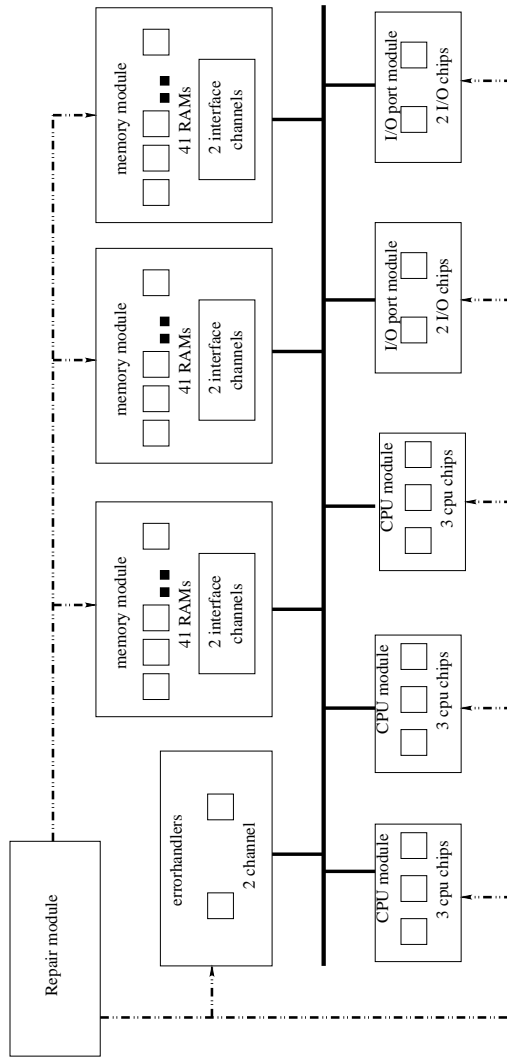 Repair module
errorhandlers
2 channel
memory module
41 RAMs
2 interface
channels
memory module
41 RAMs
2 interface
channels
memory module
41 RAMs
2 interface
channels
CPU module
3 cpu chips
CPU module
3 cpu chips
CPU module
3 cpu chips
I/O port module
2 I/O chips
I/O port module
2 I/O chips